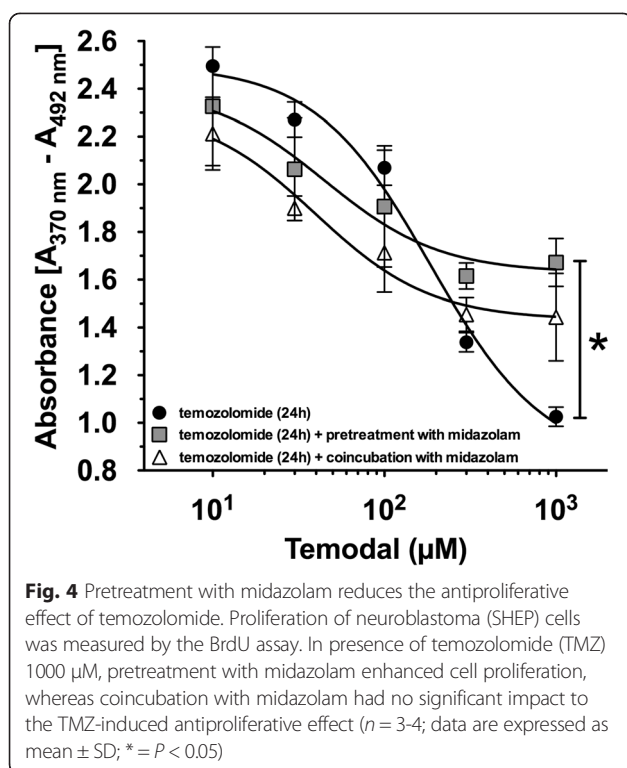 2.6
2.4
2.2
2.0
1.8
1.6
1.4
1.2
1.0
0.8
Absorbance [A370 nm - A492 nm]
*
temozolomide (24h)
temozolomide (24h) + pretreatment with midazolam
temozolomide (24h) + coincubation with midazolam
10¹ 10² 10³
Temodal (µM)
Fig. 4 Pretreatment with midazolam reduces the antiproliferative
effect of temozolomide. Proliferation of neuroblastoma (SHEP) cells
was measured by the BrdU assay. In presence of temozolomide (TMZ)
1000 μM, pretreatment with midazolam enhanced cell proliferation,
whereas coincubation with midazolam had no significant impact to
the TMZ-induced antiproliferative effect (n = 3-4; data are expressed as
mean ± SD; * = P < 0.05)